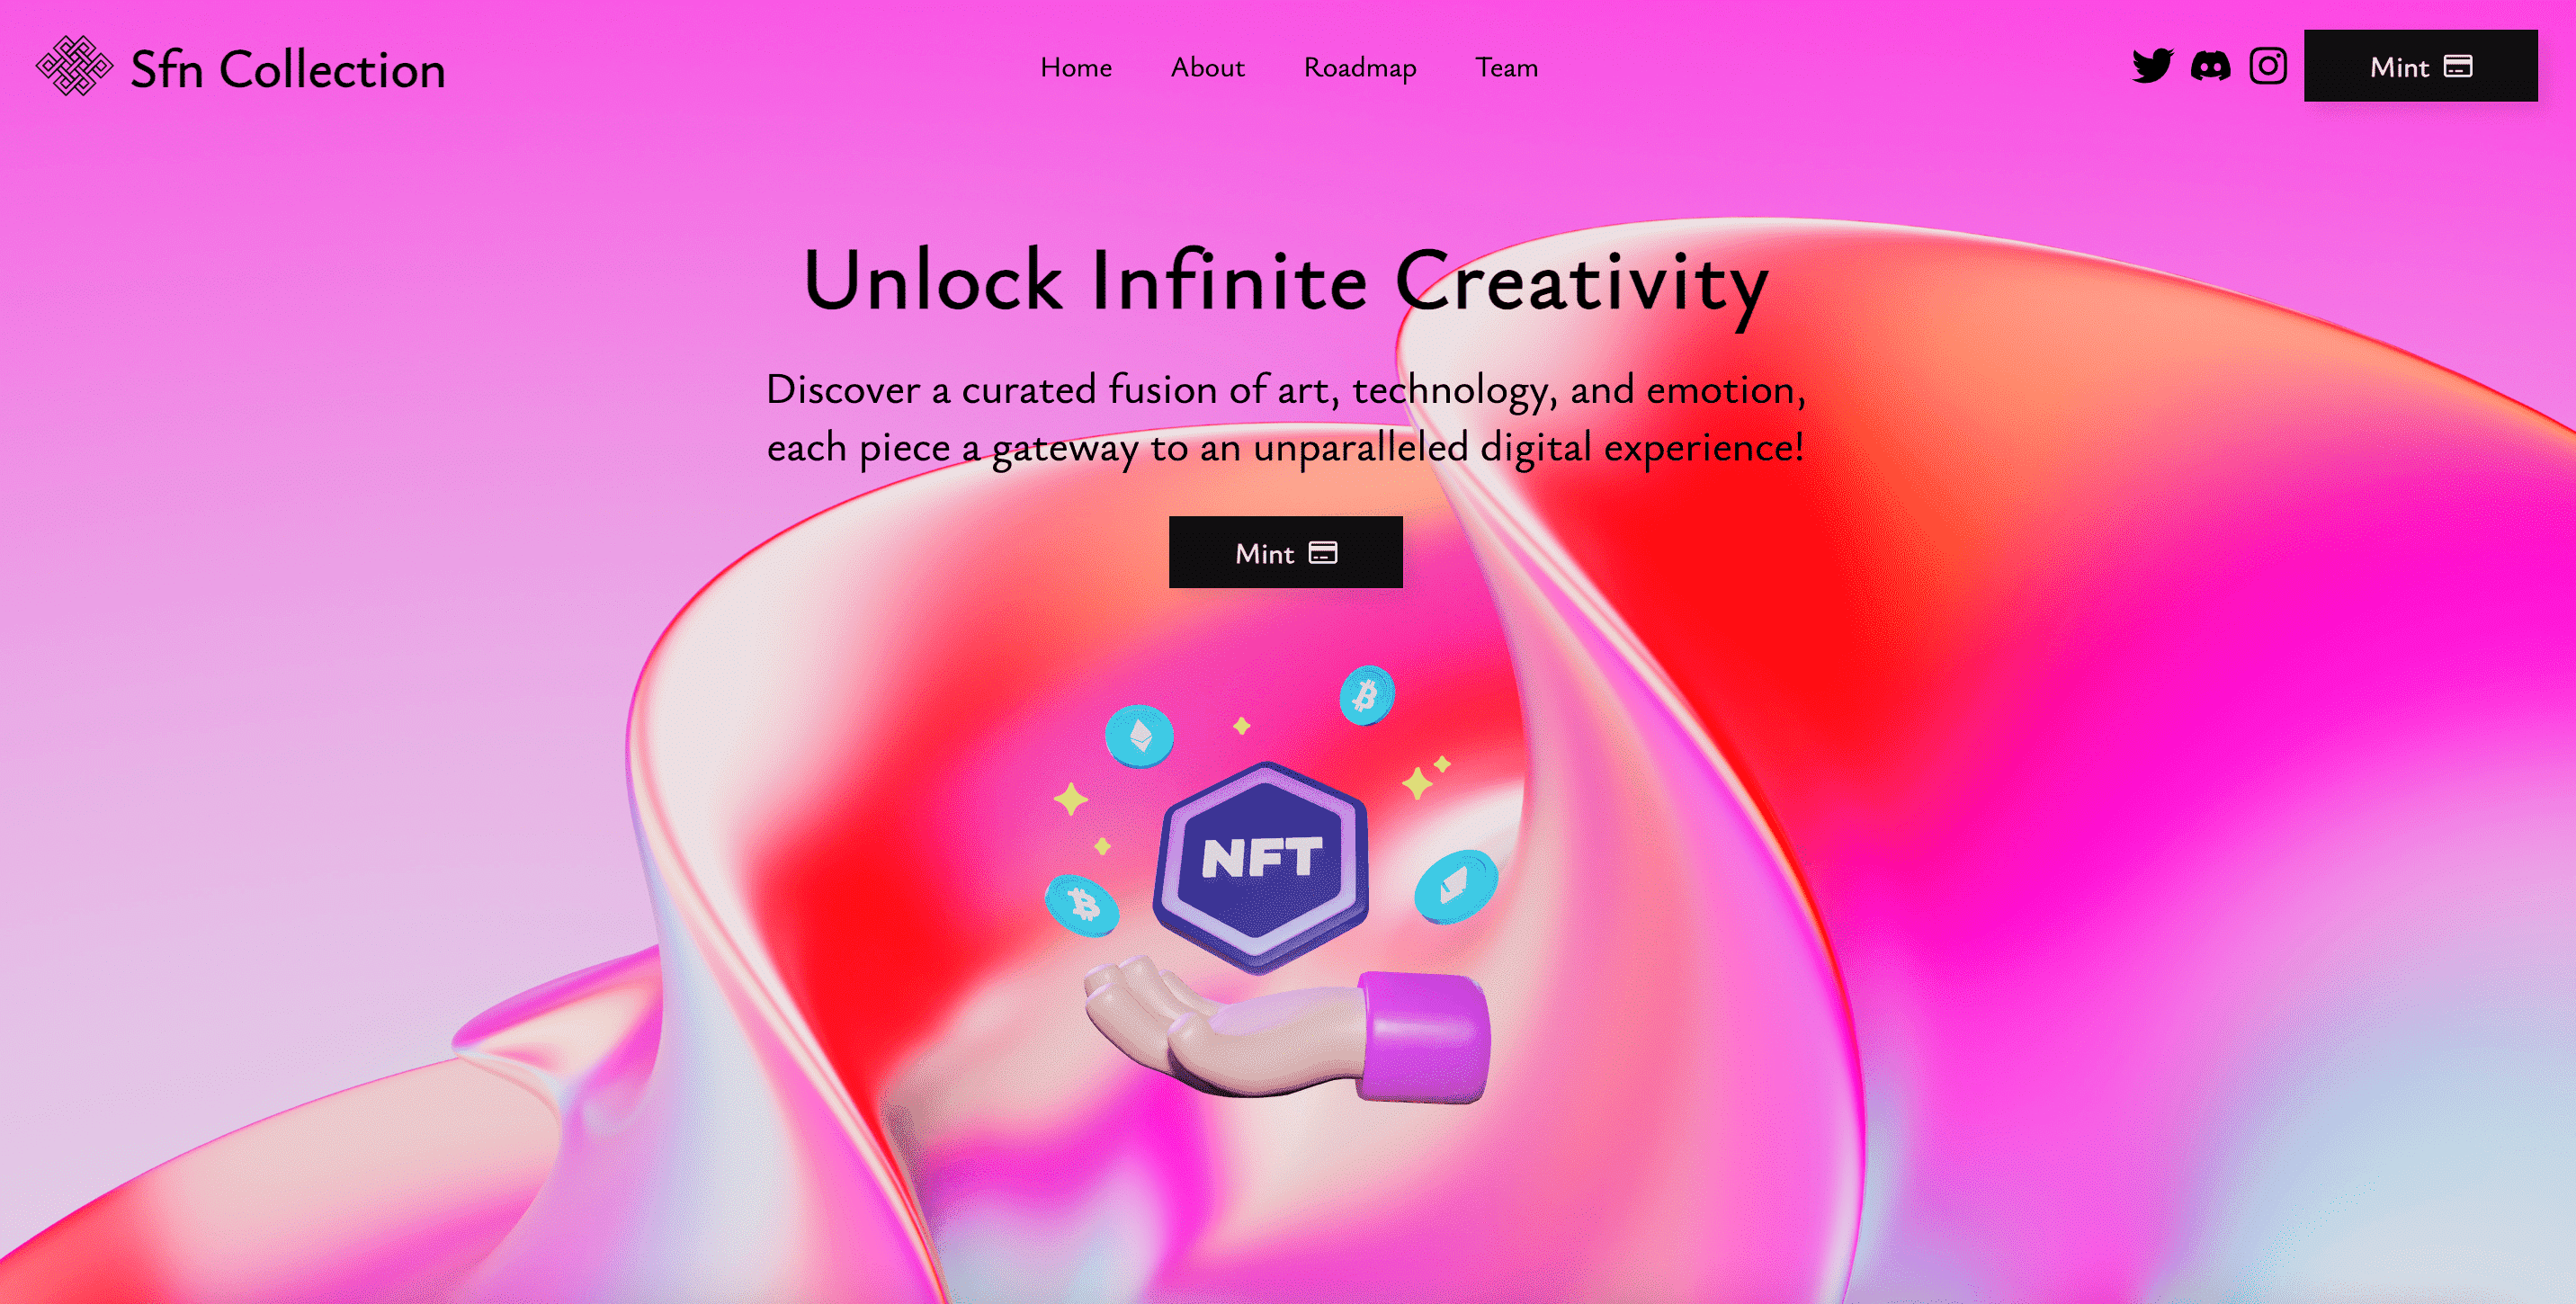 Sfn Collection
Home
About
Roadmap
Team
Mint
Unlock Infinite Creativity
Discover a curated fusion of art, technology, and emotion,
each piece a gateway to an unparalleled digital experience!
Mint
NFT